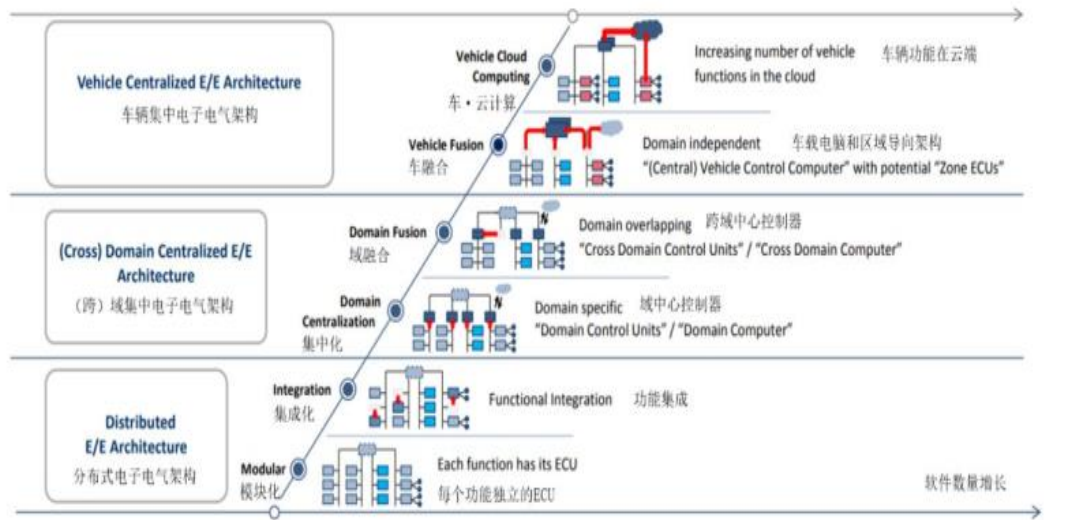 Vehicle Centralized E/E Architecture
车辆集中电子电气架构
Vehicle Cloud
Computing
车·云计算
Increasing number of vehicle
functions in the cloud
车辆功能在云端
Vehicle Fusion
车融合
Domain independent
车载电脑和区域导向架构
“(Central) Vehicle Control Computer” with potential “Zone ECUs”
(Cross) Domain Centralized E/E
Architecture
（跨）域集中电子电气架构
Domain Fusion
域融合
Domain overlapping
跨域中心控制器
“Cross Domain Control Units” / “Cross Domain Computer”
Domain
Centralization
集中化
Domain specific
域中心控制器
“Domain Control Units” / “Domain Computer”
Distributed
E/E Architecture
分布式电子电气架构
Integration
集成化
Functional Integration
功能集成
Modular
模块化
Each function has its ECU
每个功能独立的ECU
软件数量增长